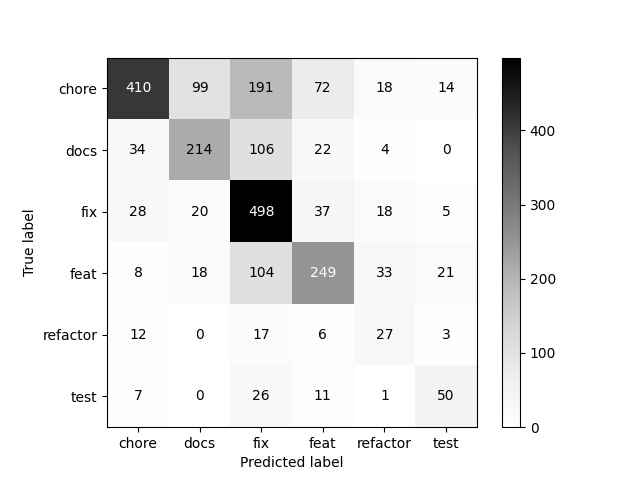 chore 410 99 191 72 18 14
docs 34 214 106 22 4 0
fix 28 20 498 37 18 5
feat 8 18 104 249 33 21
refactor 12 0 17 6 27 3
test 7 0 26 11 1 50
chore docs fix feat refactor test
Predicted label
True label
400
300
200
100
0